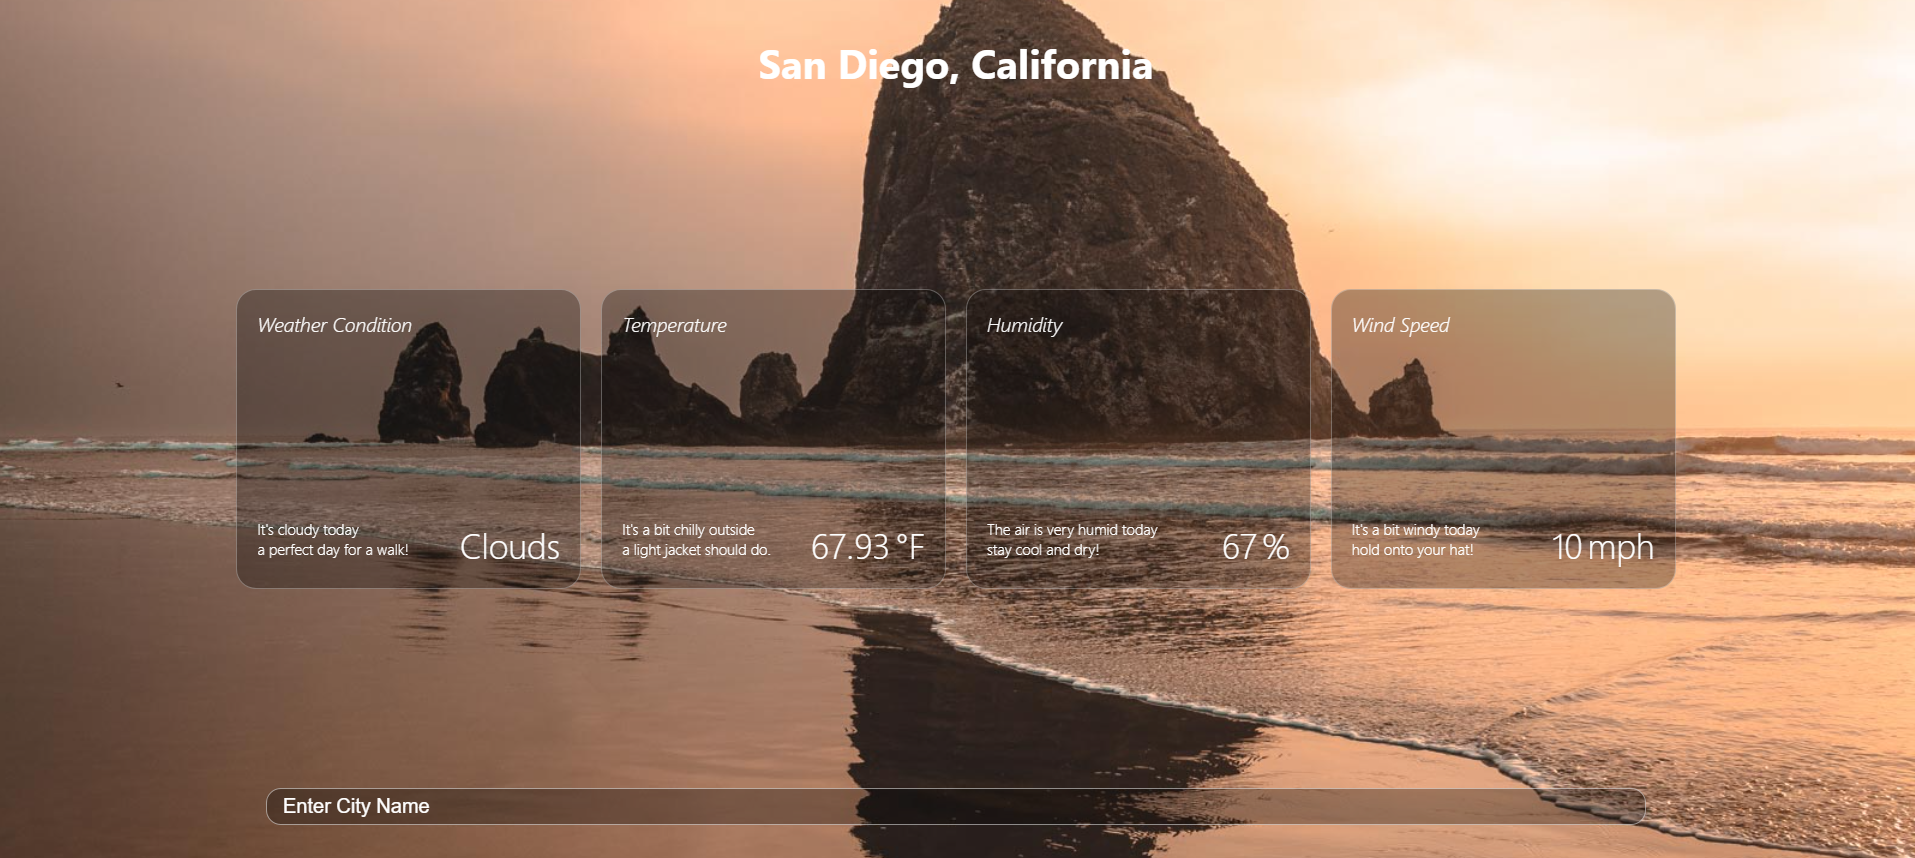 San Diego, California
Weather Condition
It's cloudy today
a perfect day for a walk!
Clouds
Temperature
It's a bit chilly outside
a light jacket should do.
67.93 °F
Humidity
The air is very humid today
stay cool and dry!
67 %
Wind Speed
It's a bit windy today
hold onto your hat!
10 mph
Enter City Name